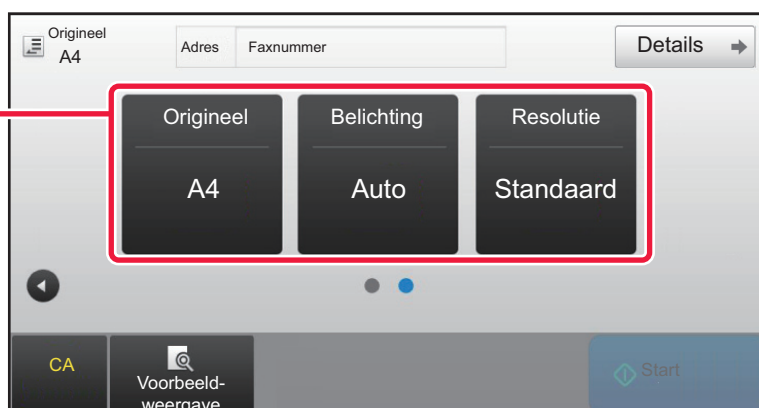 Origineel
A4
Adres Faxnummer
Details
Origineel Belichting Resolutie
A4 Auto Standaard
CA
Voorbeeld-
weergave
Start